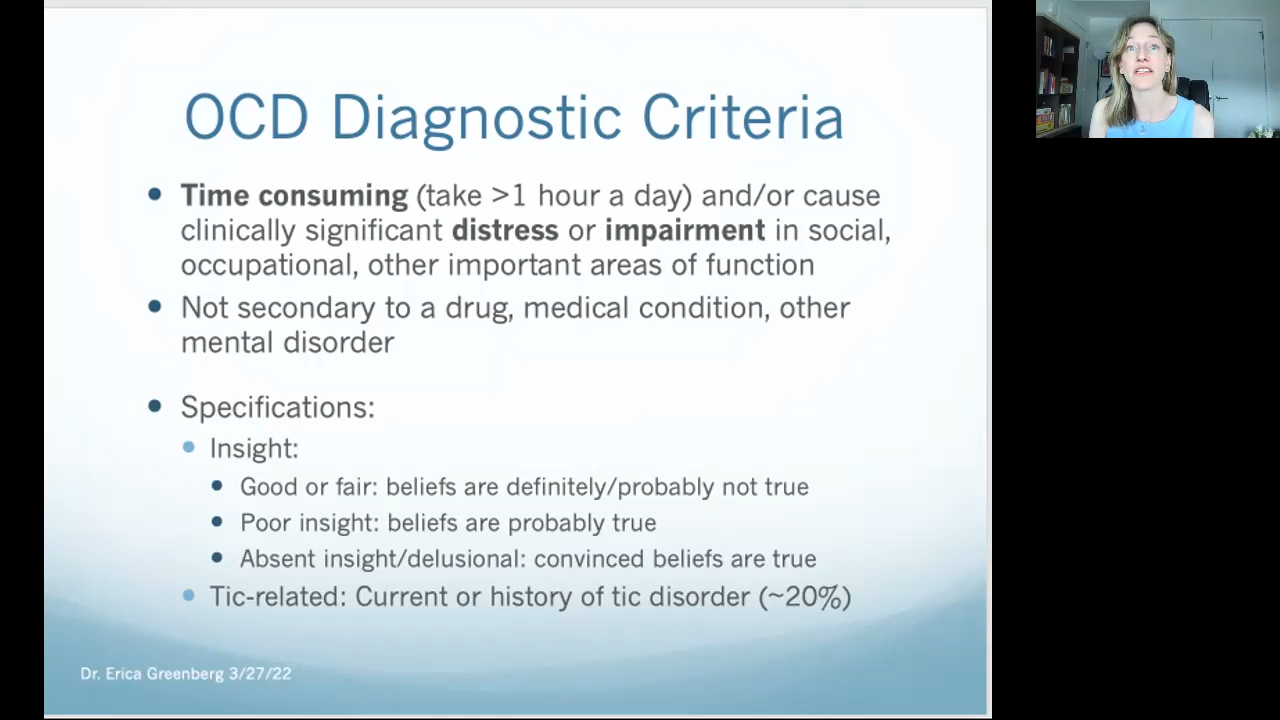 OCD Diagnostic Criteria
Time consuming (take >1 hour a day) and/or cause
clinically significant distress or impairment in social,
occupational, other important areas of function
Not secondary to a drug, medical condition, other
mental disorder
Specifications:
Insight:
Good or fair: beliefs are definitely/probably not true
Poor insight: beliefs are probably true
Absent insight/delusional: convinced beliefs are true
Tic-related: Current or history of tic disorder (~20%)
Dr. Erica Greenberg 3/27/22